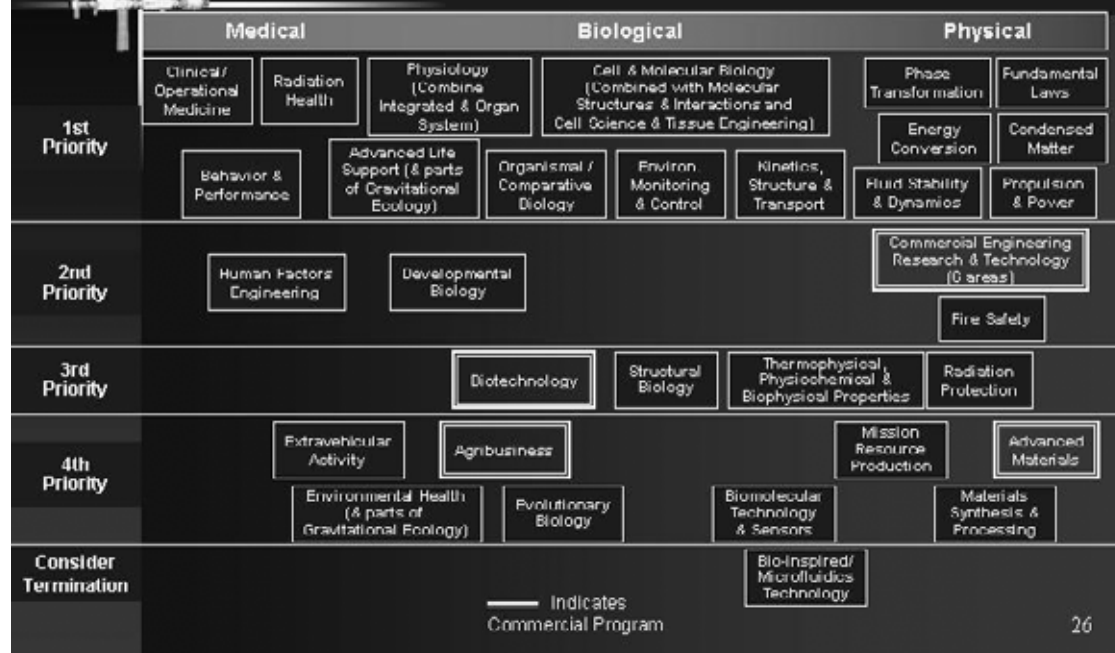 Medical
Biological
Physical
1st
Priority
Clinical/
Operational
Medicine
Radiation
Health
Physiology
(Combine
Integrated & Organ
System)
Cell & Molecular Biology
(Combined with Molecular
Structures & Interactions and
Cell Science & Tissue Engineering)
Phase
Transformation
Fundamental
Laws
Energy
Conversion
Condensed
Matter
Behavior &
Performance
Advanced Life
Support (& parts
of Gravitational
Ecology)
Organismal /
Comparative
Biology
Environ.
Monitoring
& Control
Kinetics,
Structure &
Transport
Fluid Stability
& Dynamics
Propulsion
& Power
2nd
Priority
Human Factors
Engineering
Developmental
Biology
Commercial Engineering
Research & Technology
areas)
Fire Safety
3rd
Priority
Biotechnology
Structural
Biology
Thermophysical,
Physiochemical &
Biophysical Properties
Radiation
Protection
4th
Priority
Extravehicular
Activity
Agribusiness
Mission
Resource
Production
Advanced
Materials
Environmental Health
(& parts of
Gravitational Ecology)
Evolutionary
Biology
Biomolecular
Technology
& Sensors
Materials
Synthesis &
Processing
Consider
Termination
Bio-inspired/
Microfluidics
Technology
Indicates
Commercial Program
26